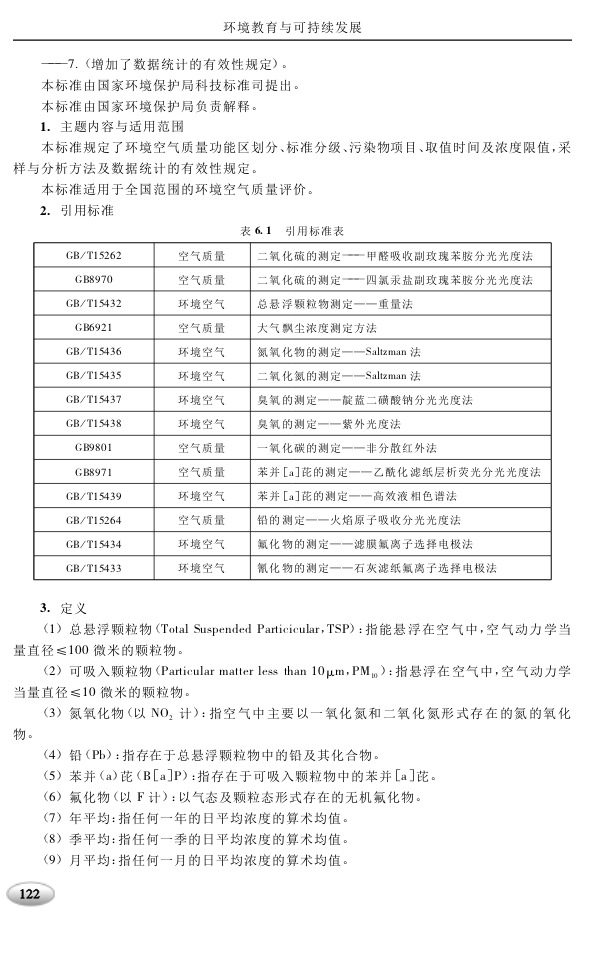 环境教育与可持续发展
——7.(增加了数据统计的有效性规定)。
本标准由国家环境保护局科技标准司提出。
本标准由国家环境保护局负责解释。
1. 主题内容与适用范围
本标准规定了环境空气质量功能区划分、标准分级、污染物项目、取值时间及浓度限值,采
样与分析方法及数据统计的有效性规定。
本标准适用于全国范围的环境空气质量评价。
2. 引用标准
表 6.1 引用标准表
GB/T15262 空气质量 二氧化硫的测定——甲醛吸收副玫瑰苯胺分光光度法
GB8970 空气质量 二氧化硫的测定——四氯汞盐副玫瑰苯胺分光光度法
GB/T15432 环境空气 总悬浮颗粒物测定——重量法
GB6921 空气质量 大气飘尘浓度测定方法
GB/T15436 环境空气 氮氧化物的测定——Saltzman 法
GB/T15435 环境空气 二氧化氮的测定——Saltzman 法
GB/T15437 环境空气 臭氧的测定——靛蓝二磺酸钠分光光度法
GB/T15438 环境空气 臭氧的测定——紫外光度法
GB9801 空气质量 一氧化碳的测定——非分散红外法
GB8971 空气质量 苯并[a]芘的测定——乙酰化滤纸层析荧光分光光度法
GB/T15439 环境空气 苯并[a]芘的测定——高效液相色谱法
GB/T15264 空气质量 铅的测定——火焰原子吸收分光光度法
GB/T15434 环境空气 氟化物的测定——滤膜氟离子选择电极法
GB/T15433 环境空气 氰化物的测定——石灰滤纸氟离子选择电极法
3. 定义
(1) 总悬浮颗粒物(Total Suspended Particicular,TSP):指能悬浮在空气中,空气动力学当
量直径≤100 微米的颗粒物。
(2) 可吸入颗粒物(Particular matter less than 10μm,PM₁₀):指悬浮在空气中,空气动力学
当量直径≤10 微米的颗粒物。
(3) 氮氧化物(以 NO₂ 计):指空气中主要以一氧化氮和二氧化氮形式存在的氮的氧化
物。
(4) 铅(Pb):指存在于总悬浮颗粒物中的铅及其化合物。
(5) 苯并(a)芘(B[a]P):指存在于可吸入颗粒物中的苯并[a]芘。
(6) 氟化物(以 F 计):以气态及颗粒态形式存在的无机氟化物。
(7) 年平均:指任何一年的日平均浓度的算术均值。
(8) 季平均:指任何一季的日平均浓度的算术均值。
(9) 月平均:指任何一月的日平均浓度的算术均值。
122